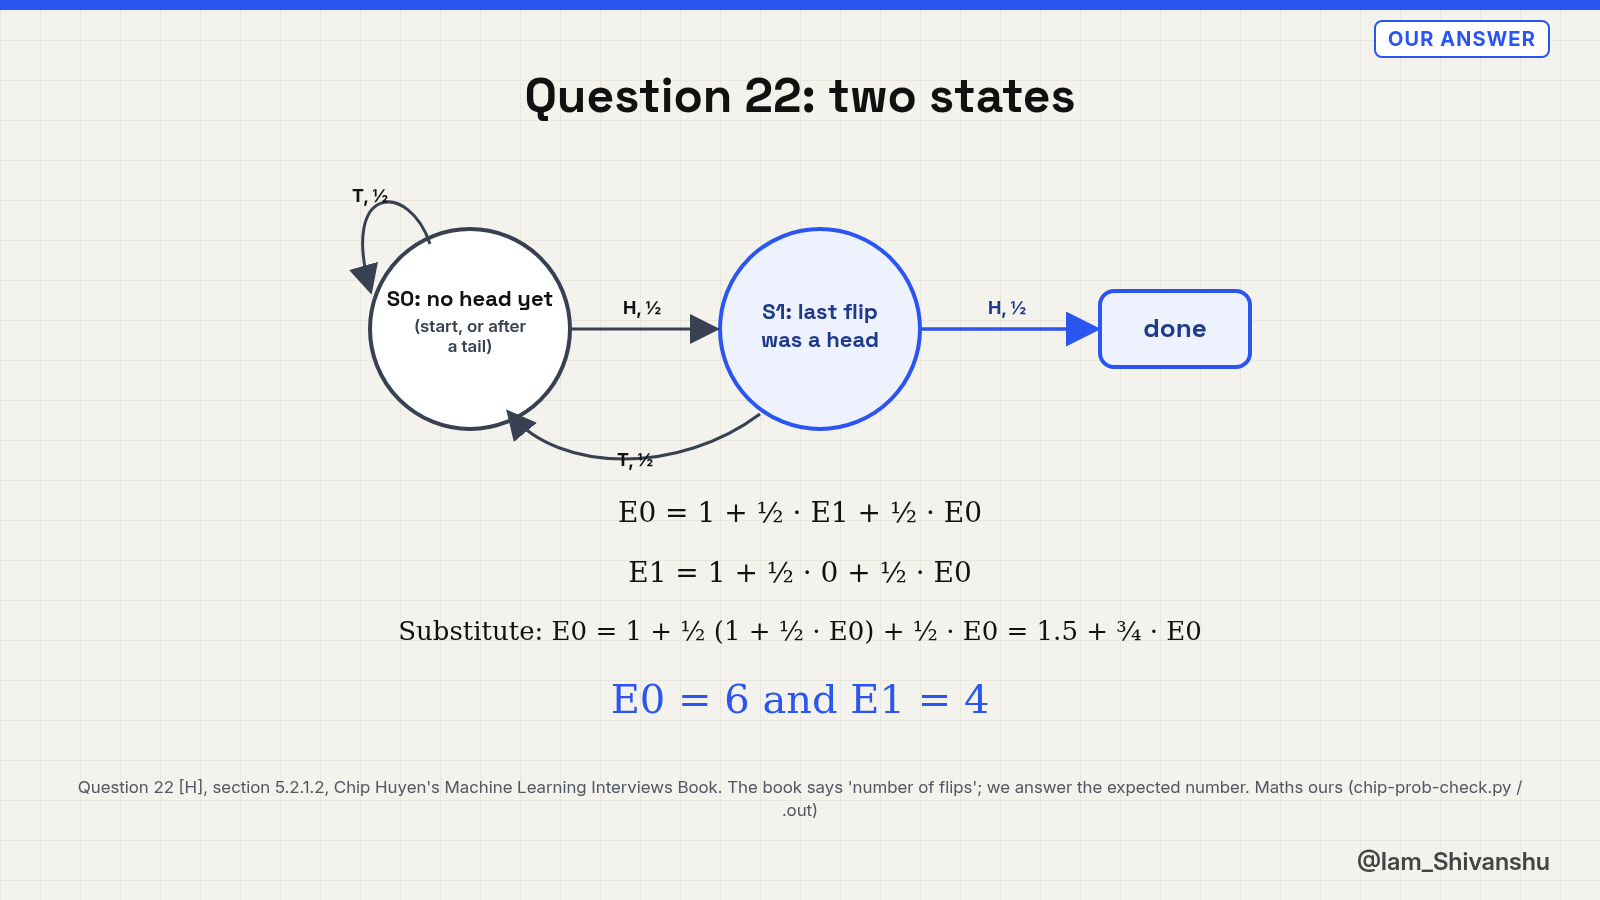 OUR ANSWER
Question 22: two states
T, ½
S0: no head yet
(start, or after
a tail)
H, ½
S1: last flip
was a head
H, ½
done
T, ½
E0 = 1 + ½ · E1 + ½ · E0
E1 = 1 + ½ · 0 + ½ · E0
Substitute: E0 = 1 + ½ (1 + ½ · E0) + ½ · E0 = 1.5 + ¾ · E0
E0 = 6 and E1 = 4
Question 22 [H], section 5.2.1.2, Chip Huyen's Machine Learning Interviews Book. The book says 'number of flips'; we answer the expected number. Maths ours (chip-prob-check.py /
.out)
@Iam_Shivanshu